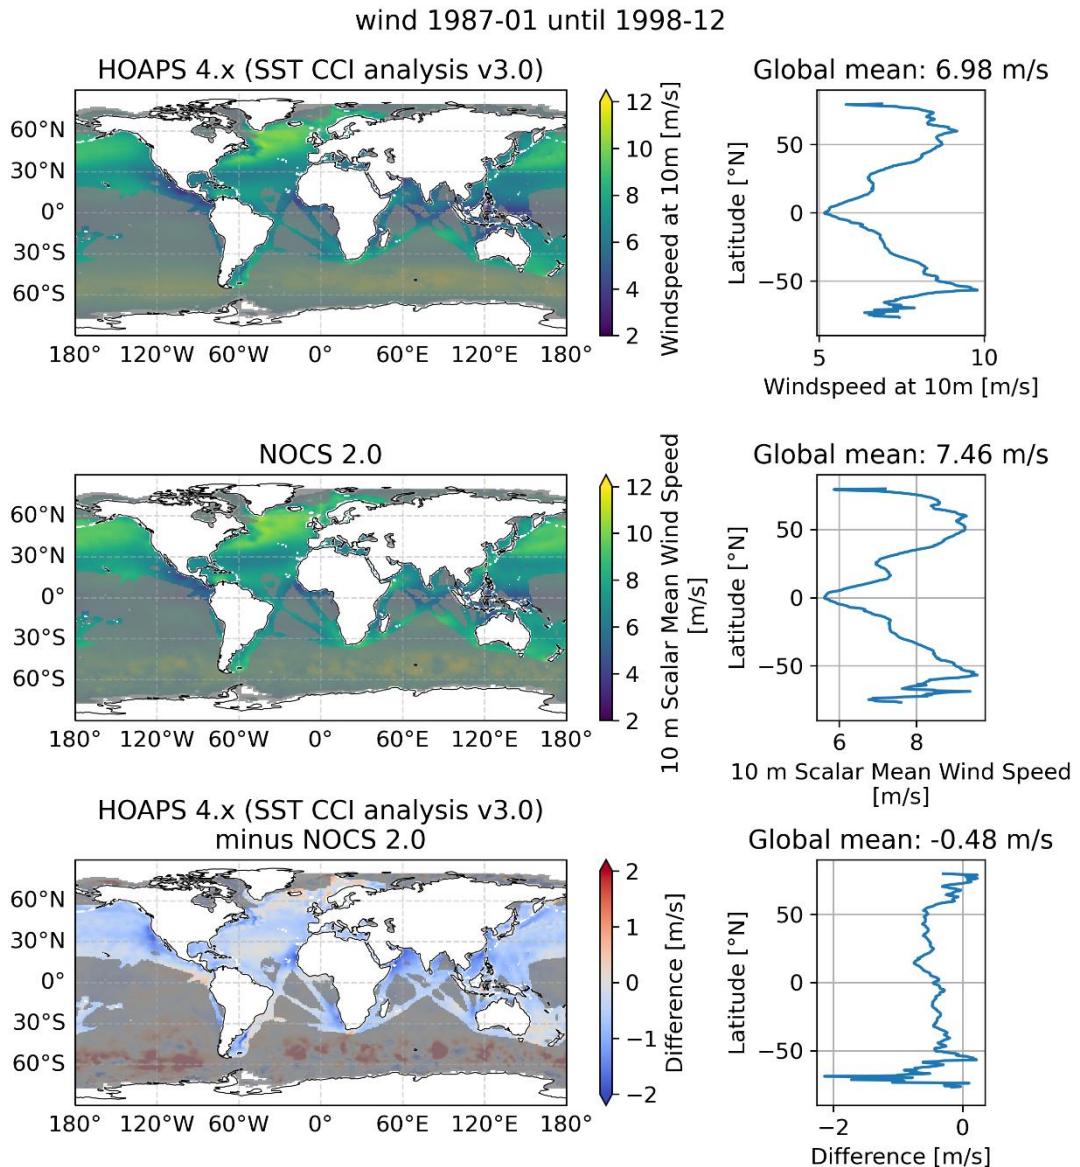 wind 1987-01 until 1998-12
HOAPS 4.x (SST CCI analysis v3.0)
60°N
30°N
0°
30°S
60°S
180°
120°W
60°W
0°
60°E
120°E
180°
12
10
8
6
4
2
Windspeed at 10m [m/s]
Global mean: 6.98 m/s
50
0
−50
Latitude [°N]
5
10
Windspeed at 10m [m/s]
NOCS 2.0
60°N
30°N
0°
30°S
60°S
180°
120°W
60°W
0°
60°E
120°E
180°
12
10
8
6
4
2
10 m Scalar Mean Wind Speed
[m/s]
Global mean: 7.46 m/s
50
0
−50
Latitude [°N]
6
8
10 m Scalar Mean Wind Speed
[m/s]
HOAPS 4.x (SST CCI analysis v3.0)
minus NOCS 2.0
60°N
30°N
0°
30°S
60°S
180°
120°W
60°W
0°
60°E
120°E
180°
2
1
0
−1
−2
Difference [m/s]
Global mean: -0.48 m/s
50
0
−50
Latitude [°N]
−2
0
Difference [m/s]